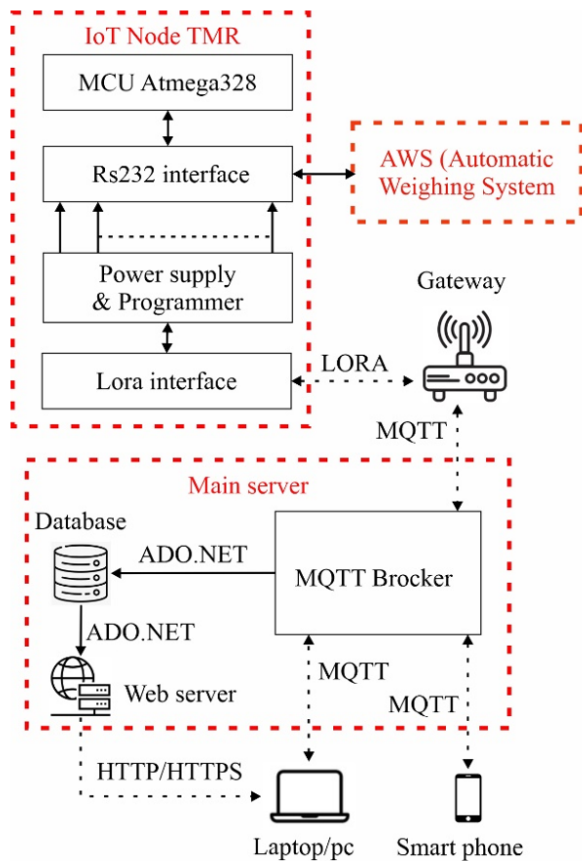 IoT Node TMR
MCU Atmega328
Rs232 interface
AWS (Automatic
Weighing System
Power supply
& Programmer
Gateway
Lora interface
LORA
MQTT
Main server
Database
ADO.NET
MQTT Brocker
ADO.NET
Web server
MQTT
MQTT
HTTP/HTTPS
Laptop/pc
Smart phone